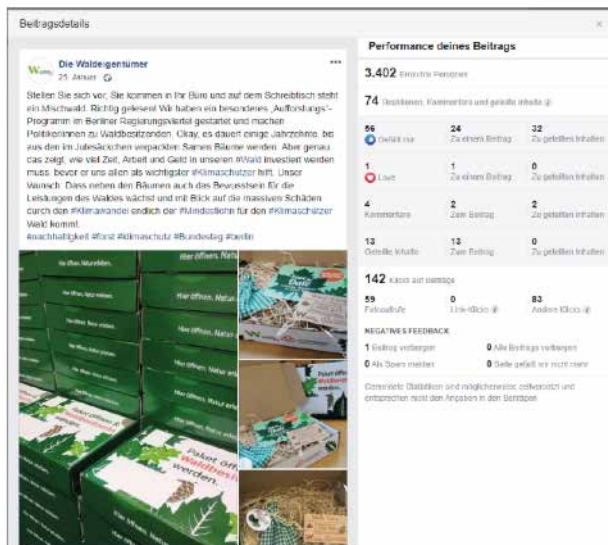 Beitragsdetails
Die Waldeigentümer
25. Januar
Stellen Sie sich vor, Sie kommen in Ihr Büro und auf dem Schreibtisch steht
ein Mischwald. Richtig gelesen! Wir haben ein besonderes „Aufforstungs"-
Programm im Berliner Regierungsviertel gestartet und machen
PolitikerInnen zu Waldbesitzenden. Okay, es dauert einige Jahrzehnte, bis
aus den im Jutesäckchen verpackten Samen Bäume werden. Aber genau
das zeigt, wie viel Zeit, Arbeit und Geld in unseren #Wald investiert werden
muss, bevor er uns allen als wichtigster #Klimaschützer hilft. Unser
Wunsch: Dass neben den Bäumen auch das Bewusstsein für die
Leistungen des Waldes wächst und mit Blick auf die massiven Schäden
durch den #Klimawandel endlich der #Mindestlohn für den #Klimaschützer
Wald kommt.
#nachhaltigkeit #forst #klimaschutz #Bundestag #berlin
Hier öffnen. Natur erleben.
Paket öffnen &
Waldbesitzer
werden.
Performance deines Beitrags
3.402 Erreichte Personen
74 Reaktionen, Kommentare und geteilte Inhalte
56 24 32
Gefällt mir Zu einem Beitrag Zu geteilten Inhalten
1 1 0
Love Zu einem Beitrag Zu geteilten Inhalten
4 2 2
Kommentare Zum Beitrag Zu geteilten Inhalten
13 13 0
Geteilte Inhalte Zum Beitrag Zu geteilten Inhalten
142 Klicks auf Beiträge
59 0 83
Fotoaufrufe Link-Klicks Andere Klicks
NEGATIVES FEEDBACK
1 Beitrag verbergen 0 Alle Beiträge verbergen
0 Als Spam melden 0 Seite gefällt mir nicht mehr
Gemeldete Statistiken sind möglicherweise zeitversetzt und
entsprechen nicht den Angaben in den Beiträgen